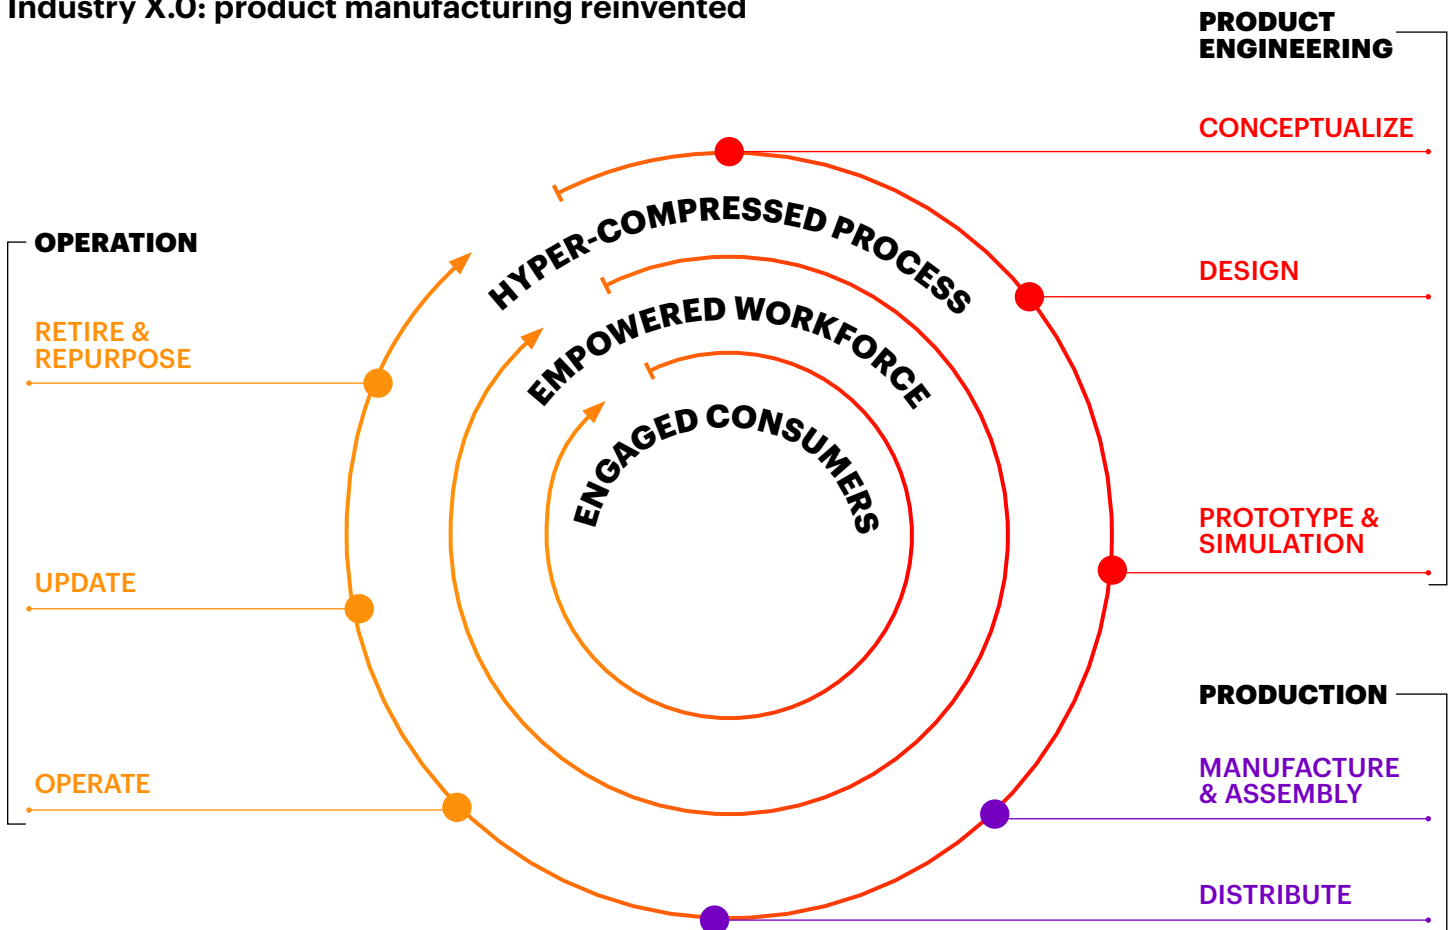 Industry X.0: product manufacturing reinvented
PRODUCT
ENGINEERING
CONCEPTUALIZE
DESIGN
PROTOTYPE &
SIMULATION
PRODUCTION
MANUFACTURE
& ASSEMBLY
DISTRIBUTE
OPERATION
RETIRE &
REPURPOSE
UPDATE
OPERATE
HYPER-COMPRESSED PROCESS
EMPOWERED WORKFORCE
ENGAGED CONSUMERS